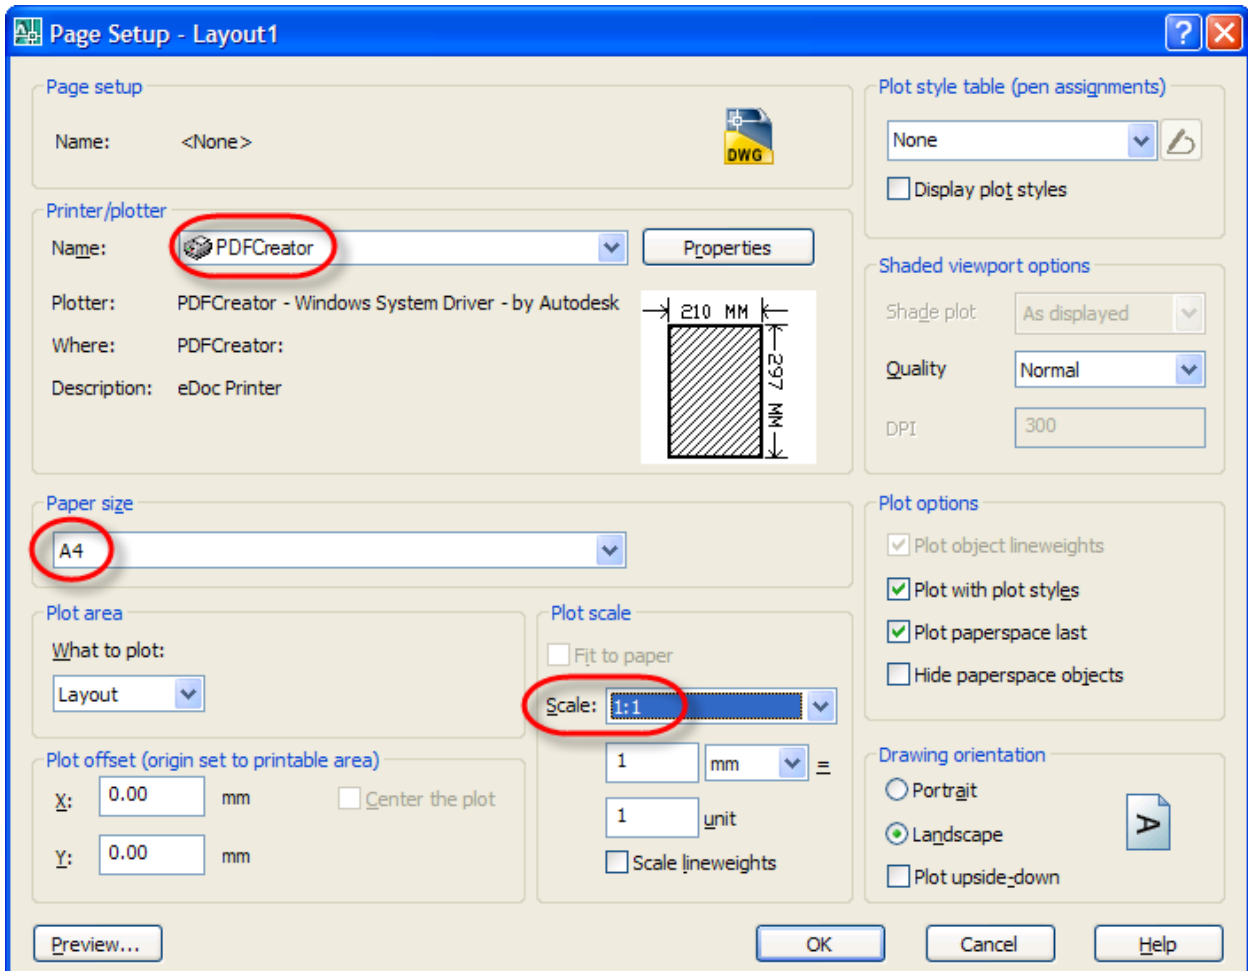 Page Setup - Layout1
Page setup
Name: <None>
DWG
Printer/plotter
Name: PDFCreator Properties
Plotter: PDFCreator - Windows System Driver - by Autodesk
Where: PDFCreator:
Description: eDoc Printer
210 MM
297 MM
Paper size
A4
Plot area
What to plot:
Layout
Plot offset (origin set to printable area)
X: 0.00 mm Center the plot
Y: 0.00 mm
Plot scale
Fit to paper
Scale: 1:1
1 mm =
1 unit
Scale lineweights
Plot style table (pen assignments)
None
Display plot styles
Shaded viewport options
Shade plot As displayed
Quality Normal
DPI 300
Plot options
Plot object lineweights
Plot with plot styles
Plot paperspace last
Hide paperspace objects
Drawing orientation
Portrait
Landscape
A
Plot upside-down
Preview... OK Cancel Help